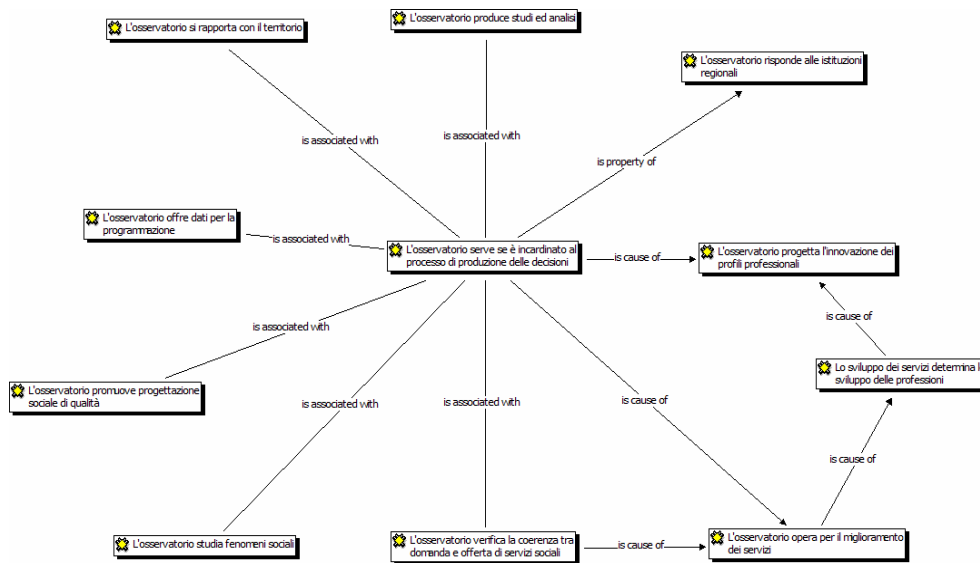 L'osservatorio si rapporta con il territorio
L'osservatorio produce studi ed analisi
L'osservatorio risponde alle istituzioni
regionali
is associated with
is associated with
is property of
L'osservatorio offre dati per la
programmazione
is associated with
L'osservatorio serve se è incardinato al
processo di produzione delle decisioni
is cause of
L'osservatorio progetta l'innovazione dei
profili professionali
is associated with
is cause of
L'osservatorio promuove progettazione
sociale di qualità
Lo sviluppo dei servizi determina l
sviluppo delle professioni
is associated with
is associated with
is cause of
is cause of
L'osservatorio studia fenomeni sociali
L'osservatorio verifica la coerenza tra
domanda e offerta di servizi sociali
is cause of
L'osservatorio opera per il miglioramento
dei servizi